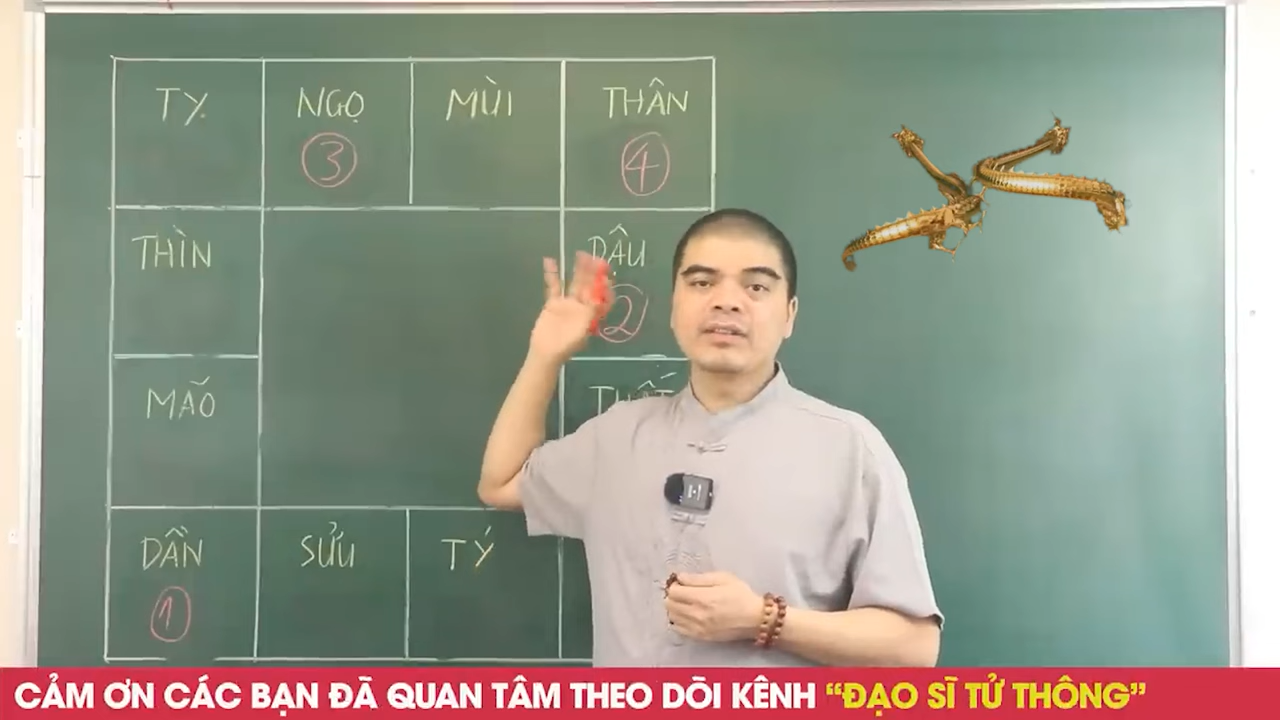 TỴ NGỌ MÙI THÂN
3 4
THÌN DẬU
2
MÃO
DẦN SỬU TÝ
1
CẢM ƠN CÁC BẠN ĐÃ QUAN TÂM THEO DÕI KÊNH “ĐẠO SĨ TỬ THÔNG”